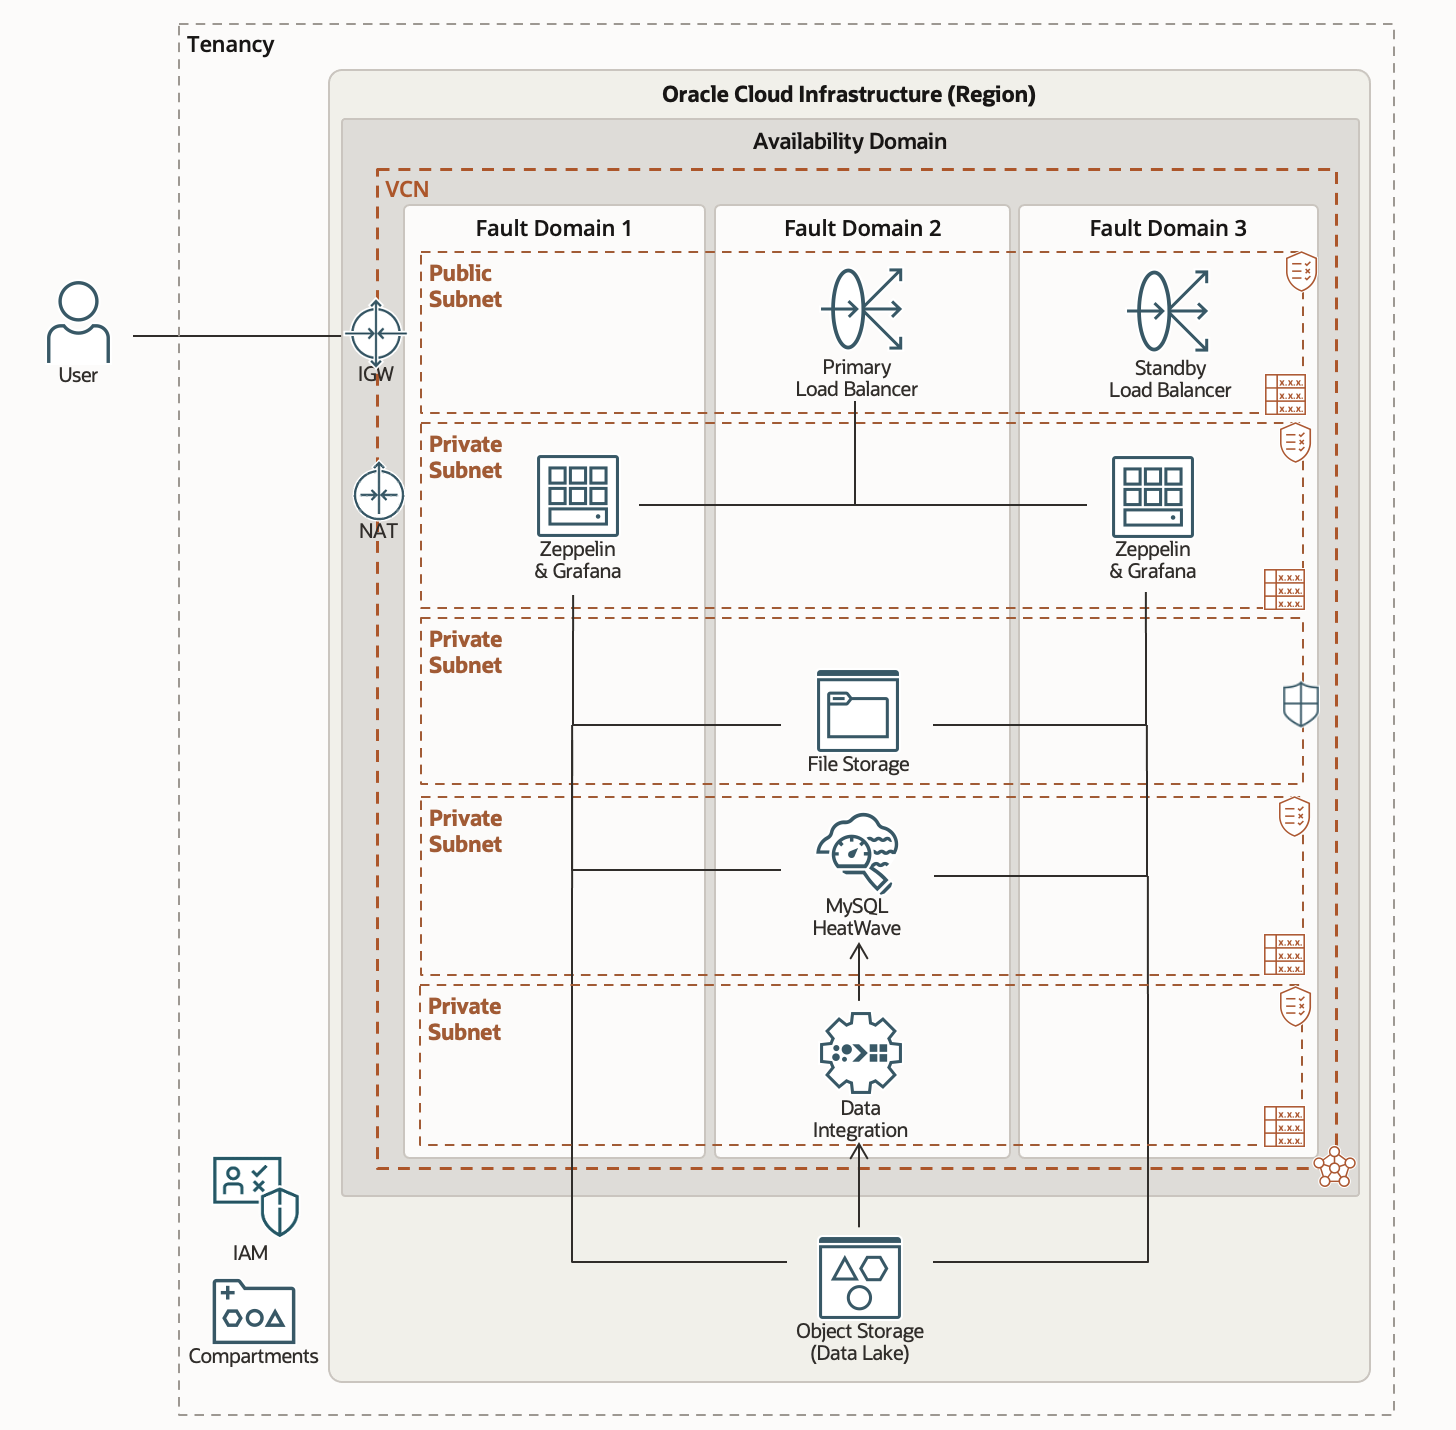 Tenancy
Oracle Cloud Infrastructure (Region)
Availability Domain
VCN
Fault Domain 1
Fault Domain 2
Fault Domain 3
Public
Subnet
User
IGW
Primary
Load Balancer
Standby
Load Balancer
x.x.x.
x.x.x.
x.x.x.
Private
Subnet
NAT
Zeppelin
& Grafana
Zeppelin
& Grafana
x.x.x.
x.x.x.
x.x.x.
Private
Subnet
File Storage
Private
Subnet
MySQL
HeatWave
x.x.x.
x.x.x.
x.x.x.
Private
Subnet
Data
Integration
x.x.x.
x.x.x.
x.x.x.
IAM
Compartments
Object Storage
(Data Lake)